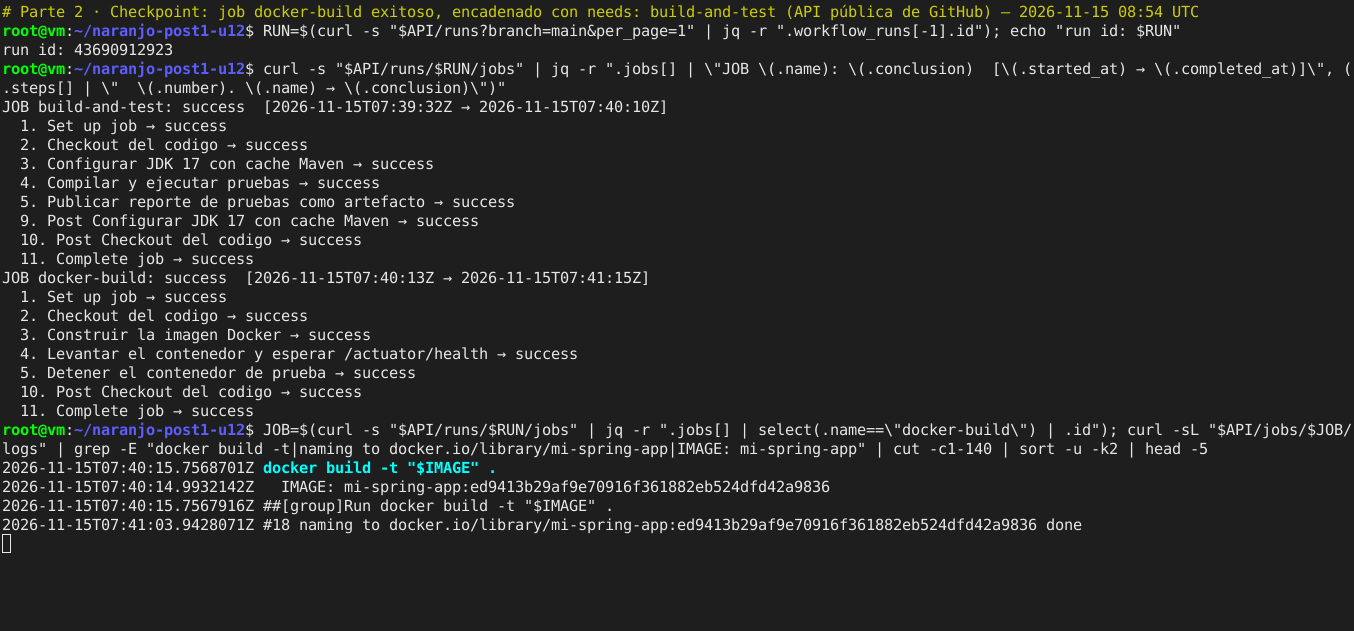 # Parte 2 · Checkpoint: job docker-build exitoso, encadenado con needs: build-and-test (API pública de GitHub) — 2026-11-15 08:54 UTC
root@vm:~/naranjo-post1-u12$ RUN=$(curl -s "$API/runs?branch=main&per_page=1" | jq -r ".workflow_runs[-1].id"); echo "run id: $RUN"
run id: 43690912923
root@vm:~/naranjo-post1-u12$ curl -s "$API/runs/$RUN/jobs" | jq -r ".jobs[] | \"JOB \(.name): \(.conclusion)  [\(.started_at) → \(.completed_at)]\", (
.steps[] | \"  \(.number). \(.name) → \(.conclusion)\")"
JOB build-and-test: success  [2026-11-15T07:39:32Z → 2026-11-15T07:40:10Z]
  1. Set up job → success
  2. Checkout del codigo → success
  3. Configurar JDK 17 con cache Maven → success
  4. Compilar y ejecutar pruebas → success
  5. Publicar reporte de pruebas como artefacto → success
  9. Post Configurar JDK 17 con cache Maven → success
  10. Post Checkout del codigo → success
  11. Complete job → success
JOB docker-build: success  [2026-11-15T07:40:13Z → 2026-11-15T07:41:15Z]
  1. Set up job → success
  2. Checkout del codigo → success
  3. Construir la imagen Docker → success
  4. Levantar el contenedor y esperar /actuator/health → success
  5. Detener el contenedor de prueba → success
  10. Post Checkout del codigo → success
  11. Complete job → success
root@vm:~/naranjo-post1-u12$ JOB=$(curl -s "$API/runs/$RUN/jobs" | jq -r ".jobs[] | select(.name==\"docker-build\") | .id"); curl -sL "$API/jobs/$JOB/
logs" | grep -E "docker build -t|naming to docker.io/library/mi-spring-app|IMAGE: mi-spring-app" | cut -c1-140 | sort -u -k2 | head -5
2026-11-15T07:40:15.7568701Z docker build -t "$IMAGE" .
2026-11-15T07:40:14.9932142Z   IMAGE: mi-spring-app:ed9413b29af9e70916f361882eb524dfd42a9836
2026-11-15T07:40:15.7567916Z ##[group]Run docker build -t "$IMAGE" .
2026-11-15T07:41:03.9428071Z #18 naming to docker.io/library/mi-spring-app:ed9413b29af9e70916f361882eb524dfd42a9836 done